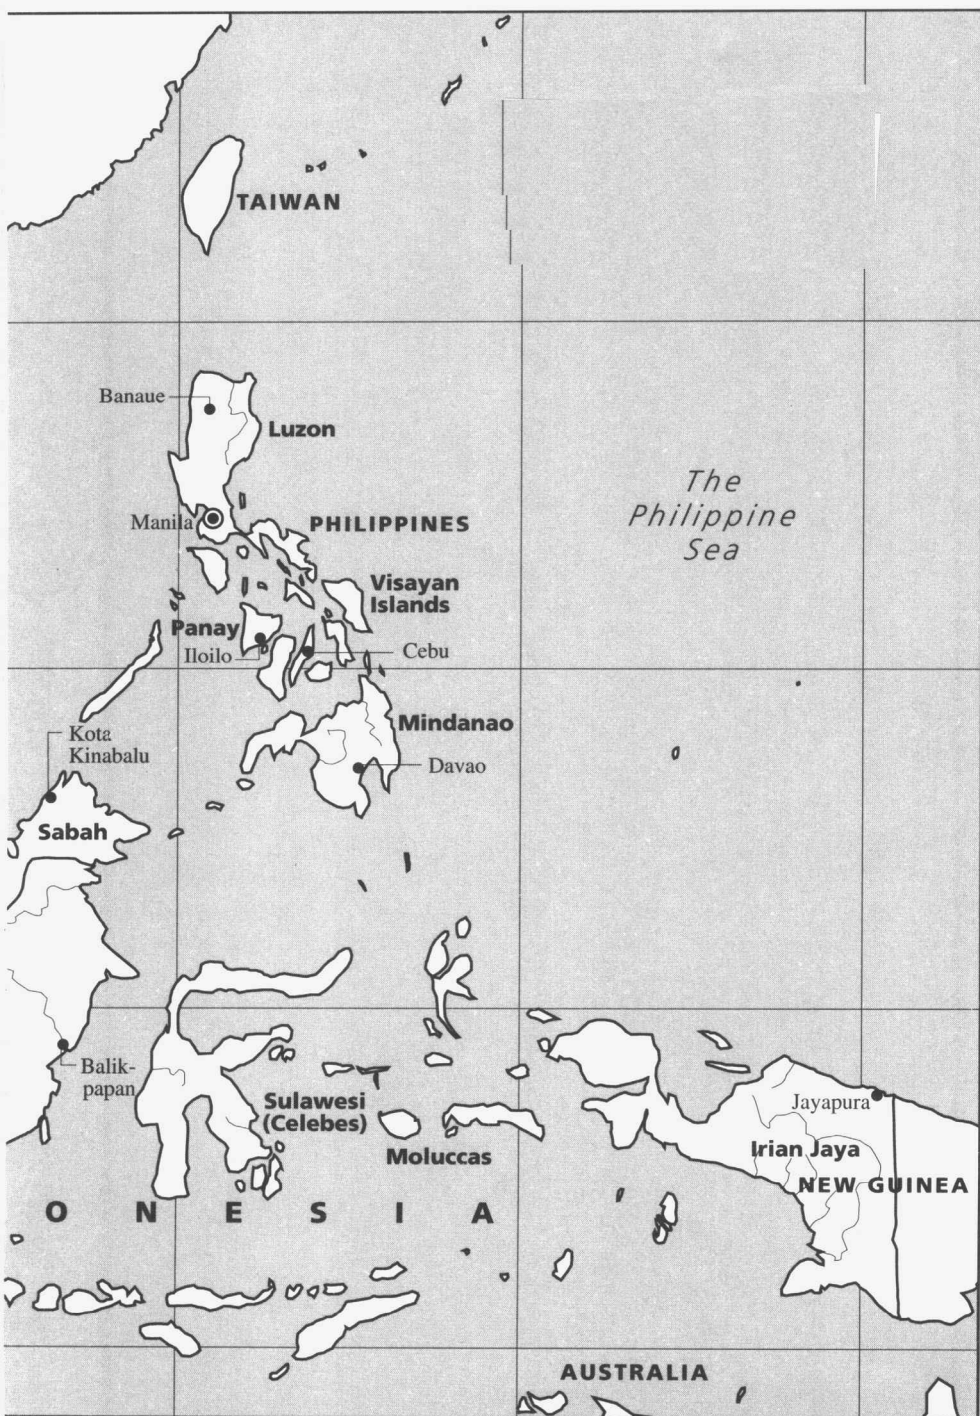 TAIWAN
Banaue
Luzon
The
Philippine
Sea
Manila
PHILIPPINES
Visayan
Islands
Panay
Iloilo
Cebu
Mindanao
Kota
Kinabalu
Davao
Sabah
Balik-
papan
Sulawesi
(Celebes)
Jayapura
Moluccas
Irian Jaya
NEW GUINEA
O N E S I A
AUSTRALIA